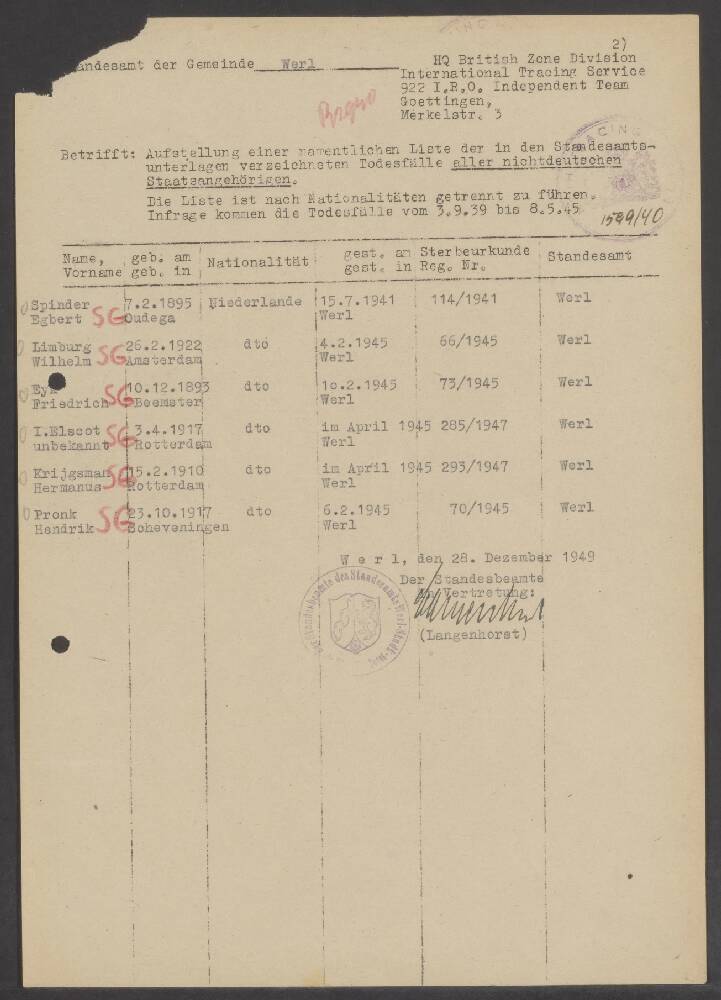 2)
andesamt der Gemeinde Werl
HQ British Zone Division
International Tracing Service
922 I.R,O. Independent Team
Goettingen,
Merkelstr. 3
Betrifft: Aufstellung einer namentlichen Liste der in den Standesamts-
unterlagen verzeichneten Todesfälle aller nichtdeutschen
Staatsangehörigen.
Die Liste ist nach Nationalitäten getrennt zu führen.
Infrage kommen die Todesfälle vom 3.9.39 bis 8.5.45
1589/40
Name, geb. am Nationalität gest. am Sterbeurkunde Standesamt
Vorname geb. in gest. in Reg. Nr.
Spinder 7.2.1895 Niederlande 15.7.1941 114/1941 Werl
Egbert SG Oudega Werl
Limburg 26.2.1922 dto 4.2.1945 66/1945 Werl
Wilhelm SG Amsterdam Werl
Eyk 10.12.1893 dto 10.2.1945 73/1945 Werl
Friedrich SG Beemster Werl
I.Elscot 3.4.1917 dto im April 1945 285/1947 Werl
unbekannt SG Rotterdam Werl
Krijgsman 15.2.1910 dto im April 1945 293/1947 Werl
Hermanus SG Rotterdam Werl
Pronk 23.10.1917 dto 6.2.1945 70/1945 Werl
Hendrik SG Scheveningen Werl
W e r l, den 28. Dezember 1949
Der Standesbeamte
In Vertretung:
(Langenhorst)